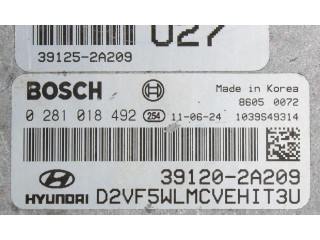 027
39125-2A209
BOSCH
Made in Korea
8605 0072
0 281 018 492 254 11-06-24 1039S49314
39120-2A209
HYUNDAI D2VF5WLMCVEHIT3U